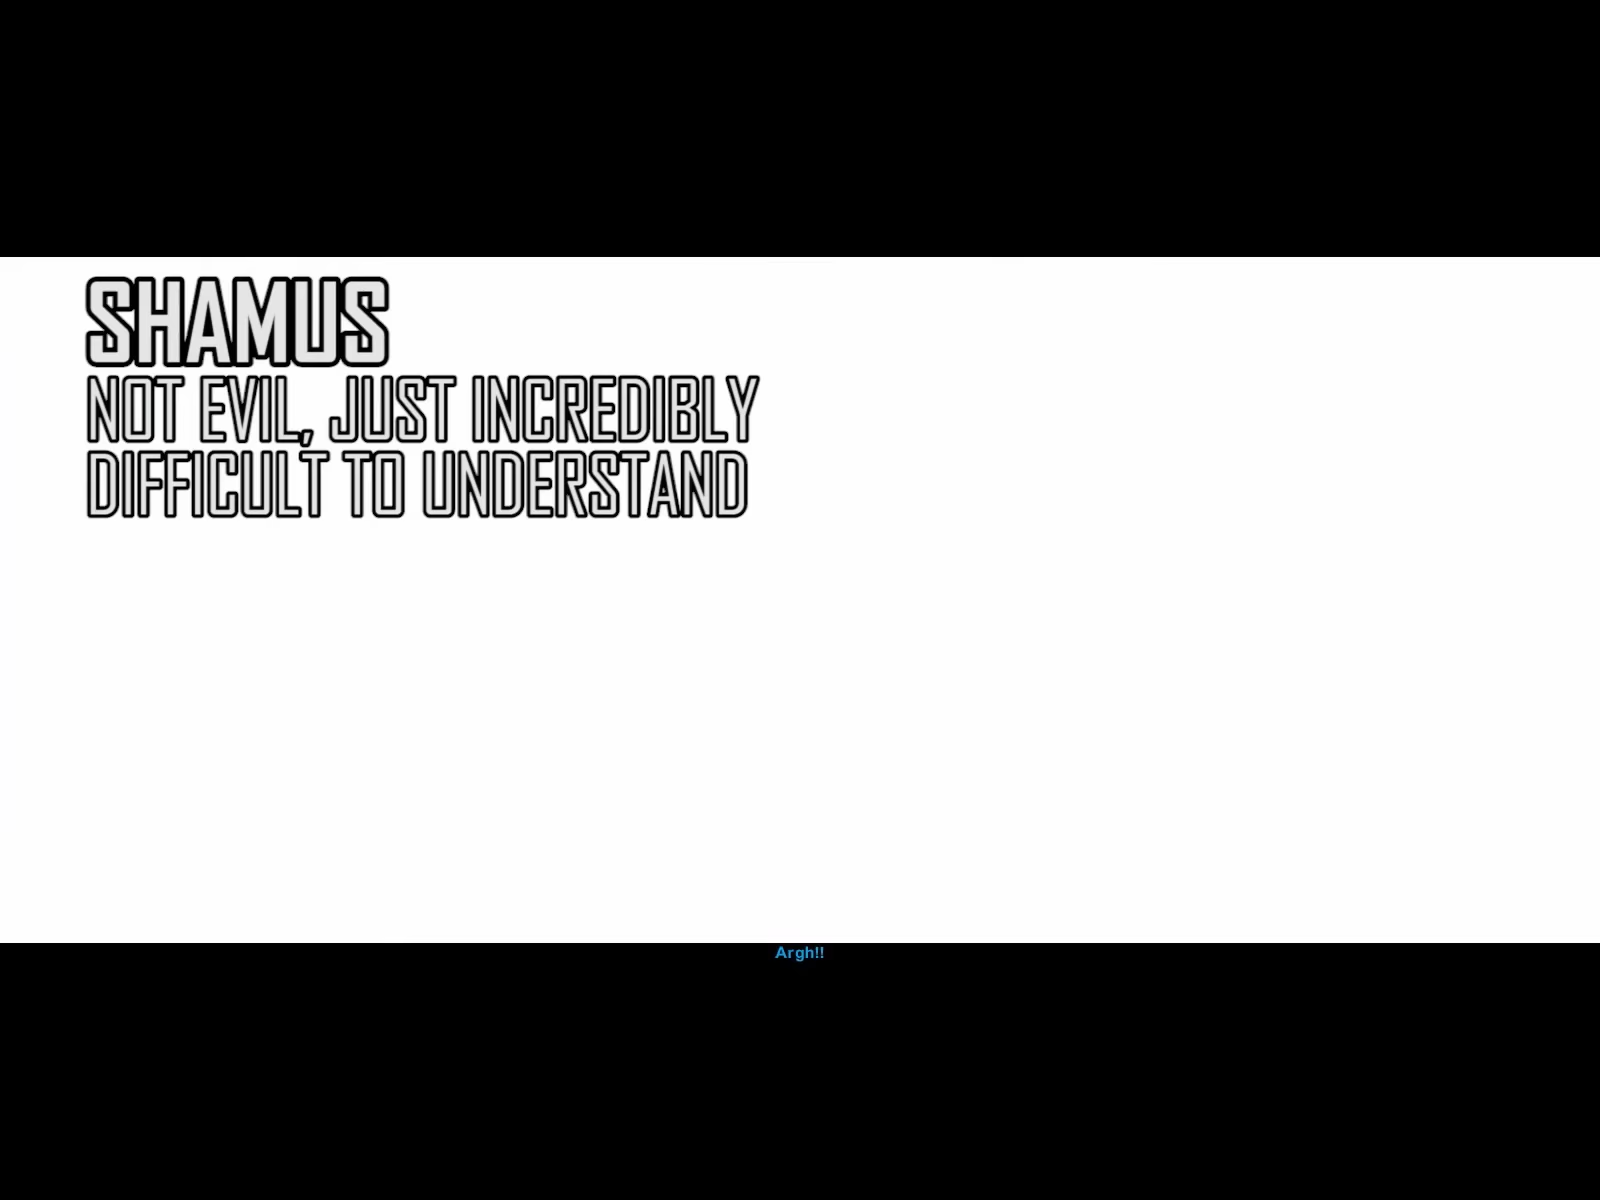 SHAMUS
NOT EVIL, JUST INCREDIBLY
DIFFICULT TO UNDERSTAND
Argh!!